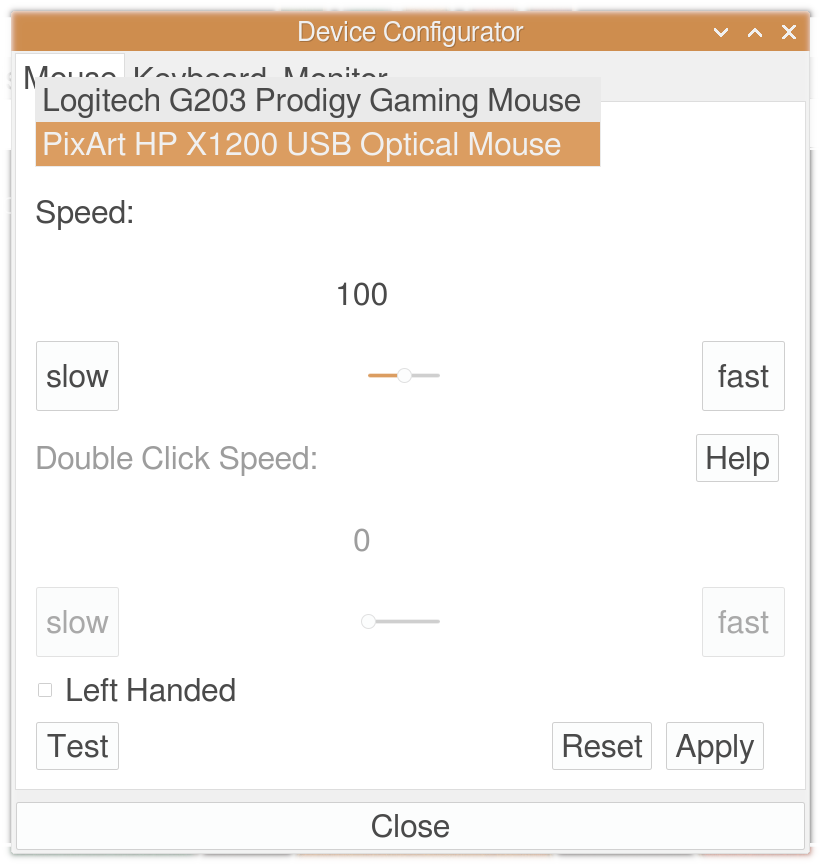 Device Configurator
Mouse Keyboard Monitor
Logitech G203 Prodigy Gaming Mouse
PixArt HP X1200 USB Optical Mouse
Speed:
100
slow fast
Double Click Speed: Help
0
slow fast
Left Handed
Test Reset Apply
Close